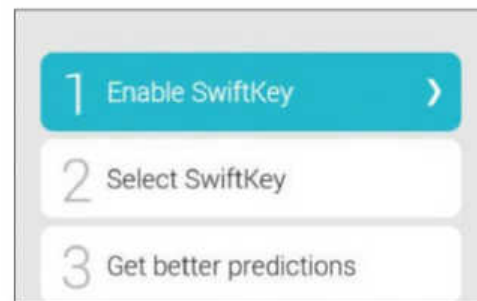 1 Enable SwiftKey ❯
2 Select SwiftKey
3 Get better predictions